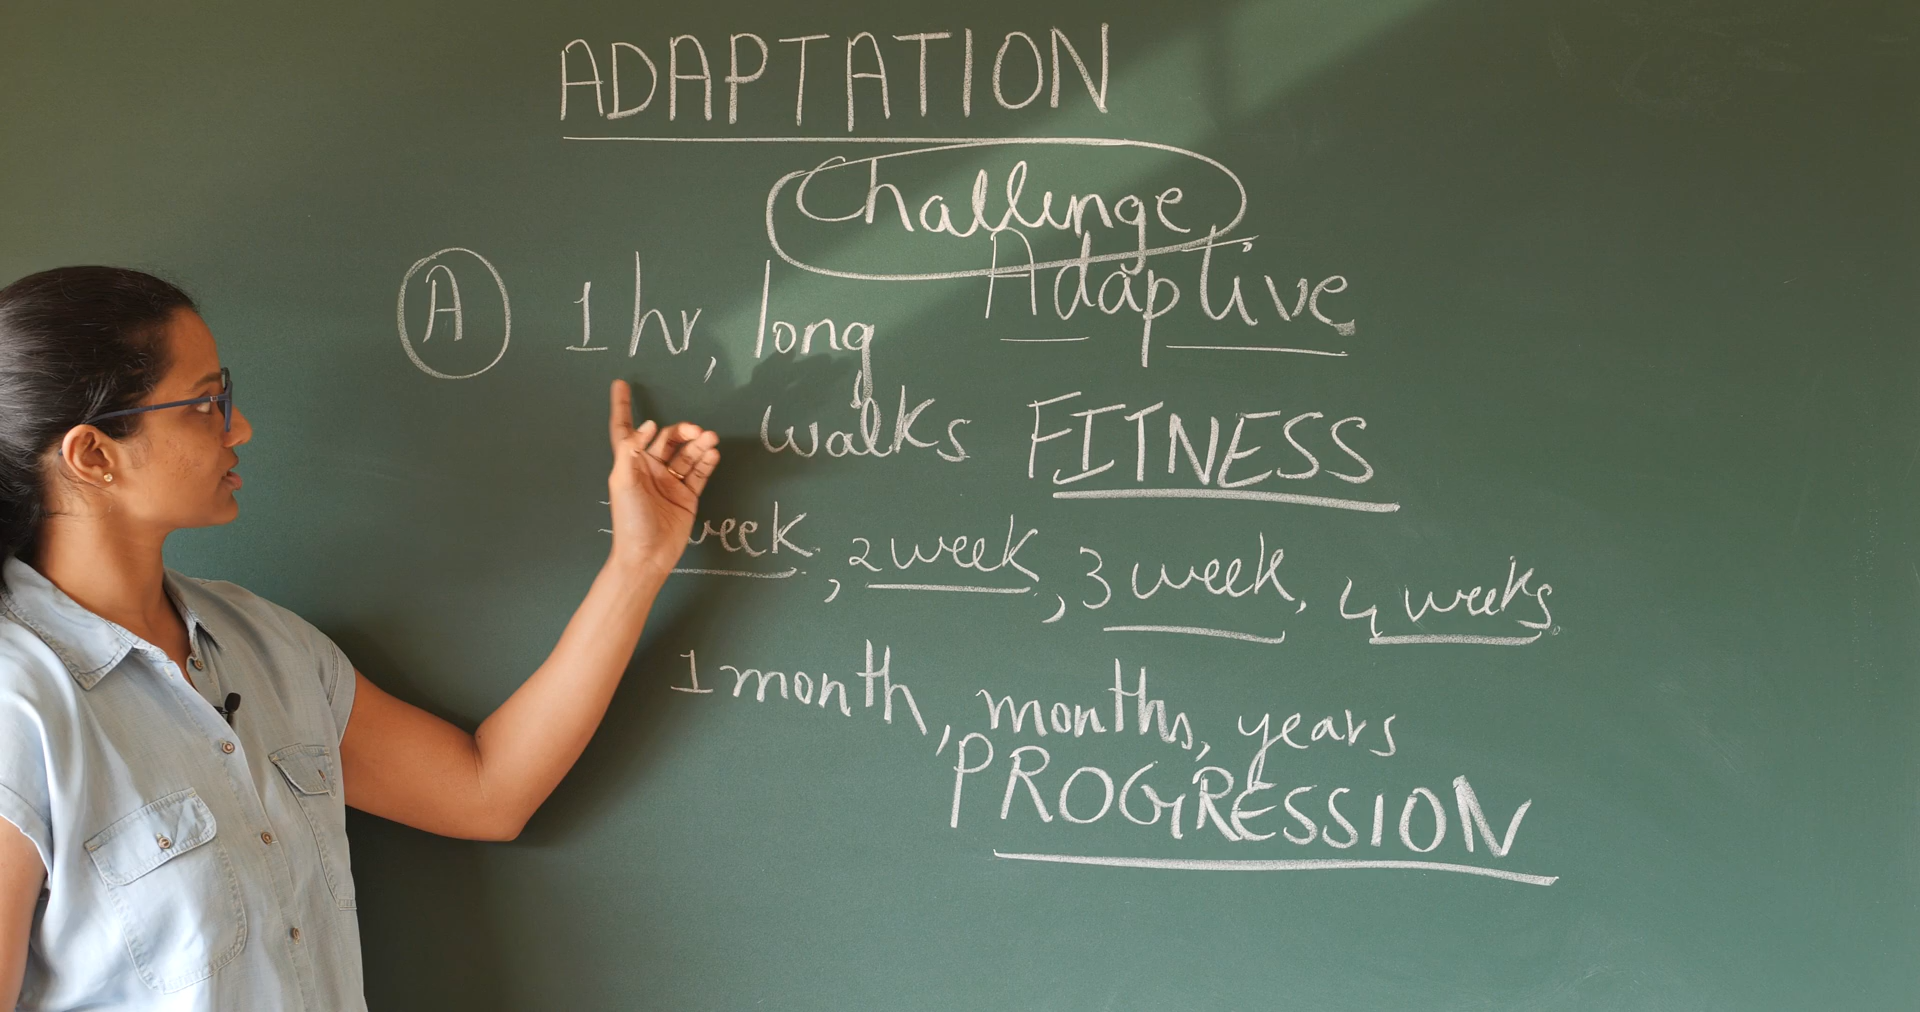 ADAPTATION
Challenge
A 1 hr, long Adaptive
walks FITNESS
week, 2 week, 3 week, 4 weeks.
1 month, months, years
PROGRESSION